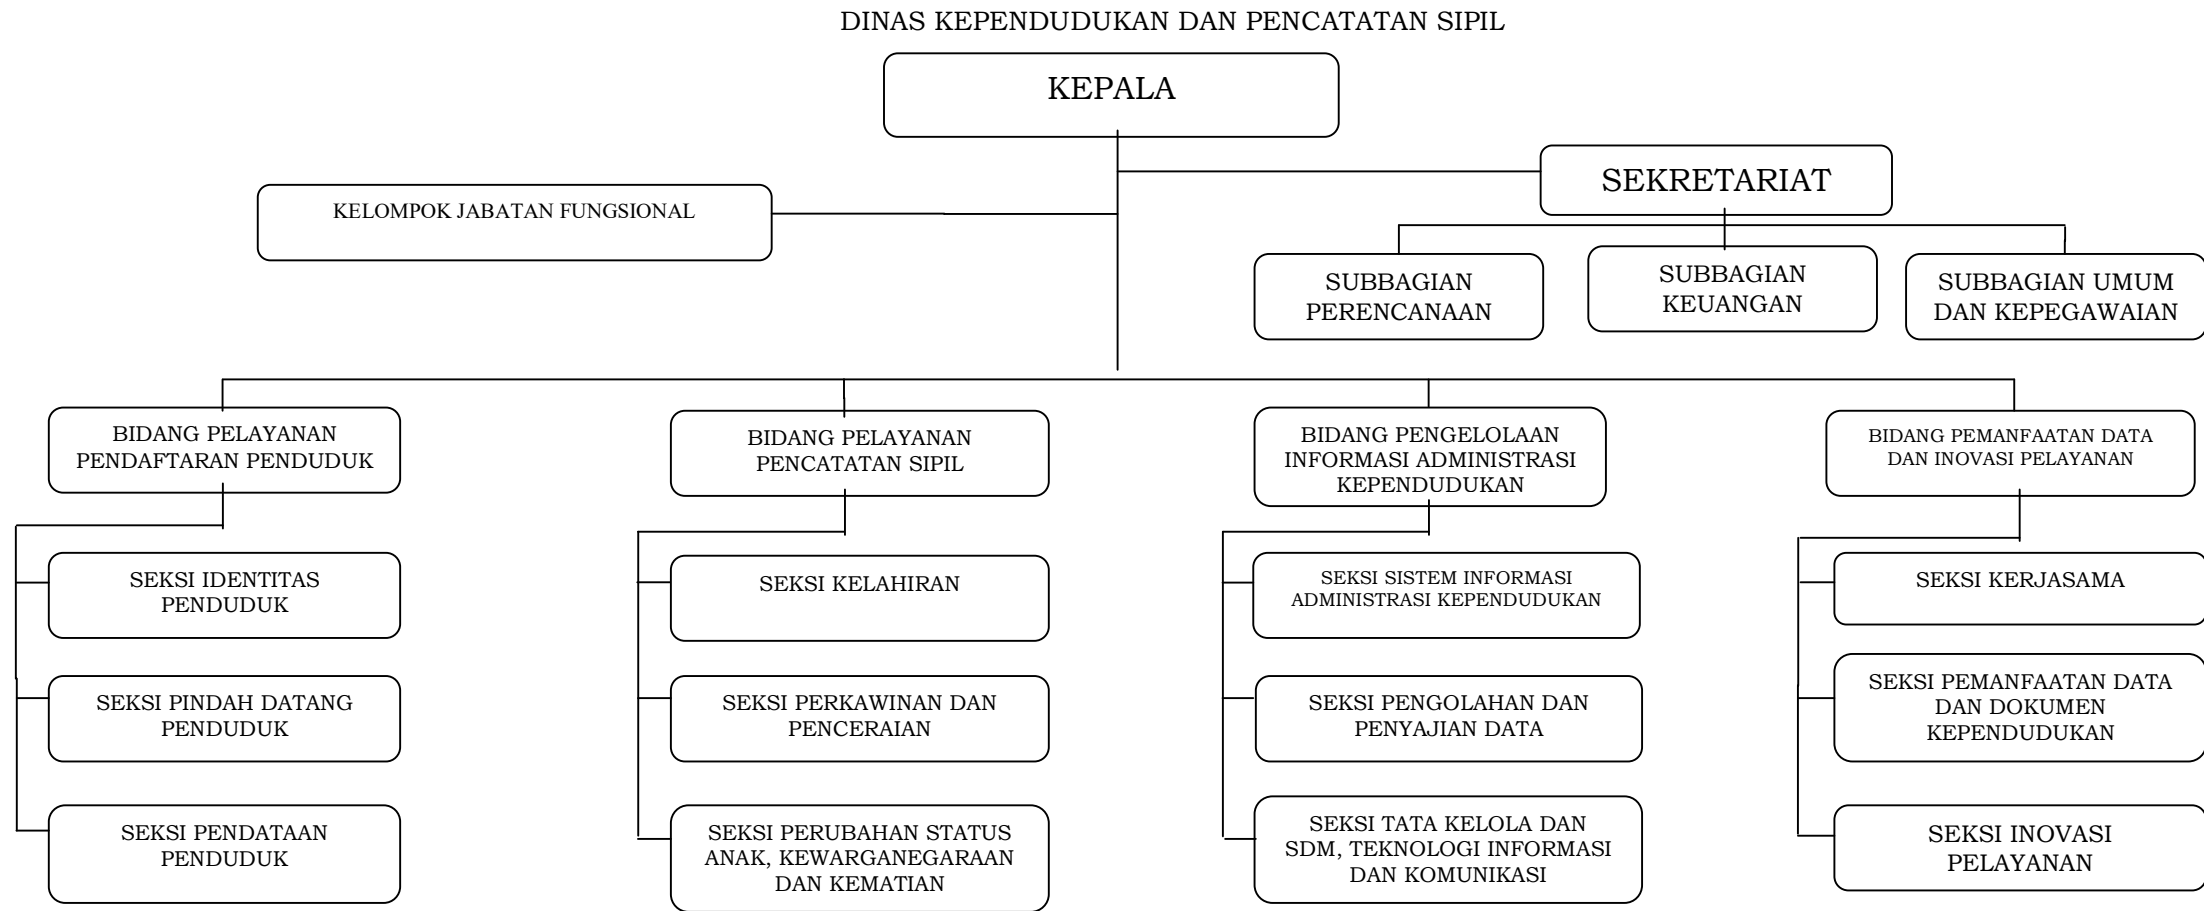 DINAS KEPENDUDUKAN DAN PENCATATAN SIPIL
KEPALA
SEKRETARIAT
KELOMPOK JABATAN FUNGSIONAL
SUBBAGIAN
PERENCANAAN
SUBBAGIAN
KEUANGAN
SUBBAGIAN UMUM
DAN KEPEGAWAIAN
BIDANG PELAYANAN
PENDAFTARAN PENDUDUK
BIDANG PELAYANAN
PENCATATAN SIPIL
BIDANG PENGELOLAAN
INFORMASI ADMINISTRASI
KEPENDUDUKAN
BIDANG PEMANFAATAN DATA
DAN INOVASI PELAYANAN
SEKSI IDENTITAS
PENDUDUK
SEKSI KELAHIRAN
SEKSI SISTEM INFORMASI
ADMINISTRASI KEPENDUDUKAN
SEKSI KERJASAMA
SEKSI PINDAH DATANG
PENDUDUK
SEKSI PERKAWINAN DAN
PENCERAIAN
SEKSI PENGOLAHAN DAN
PENYAJIAN DATA
SEKSI PEMANFAATAN DATA
DAN DOKUMEN
KEPENDUDUKAN
SEKSI PENDATAAN
PENDUDUK
SEKSI PERUBAHAN STATUS
ANAK, KEWARGANEGARAAN
DAN KEMATIAN
SEKSI TATA KELOLA DAN
SDM, TEKNOLOGI INFORMASI
DAN KOMUNIKASI
SEKSI INOVASI
PELAYANAN